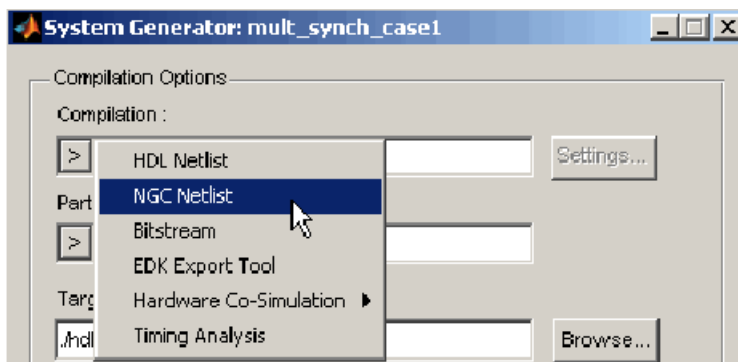 System Generator: mult_synch_case1
Compilation Options
Compilation :
> HDL Netlist Settings...
NGC Netlist
Part
> Bitstream
EDK Export Tool
Targ Hardware Co-Simulation
./hdl Timing Analysis Browse...